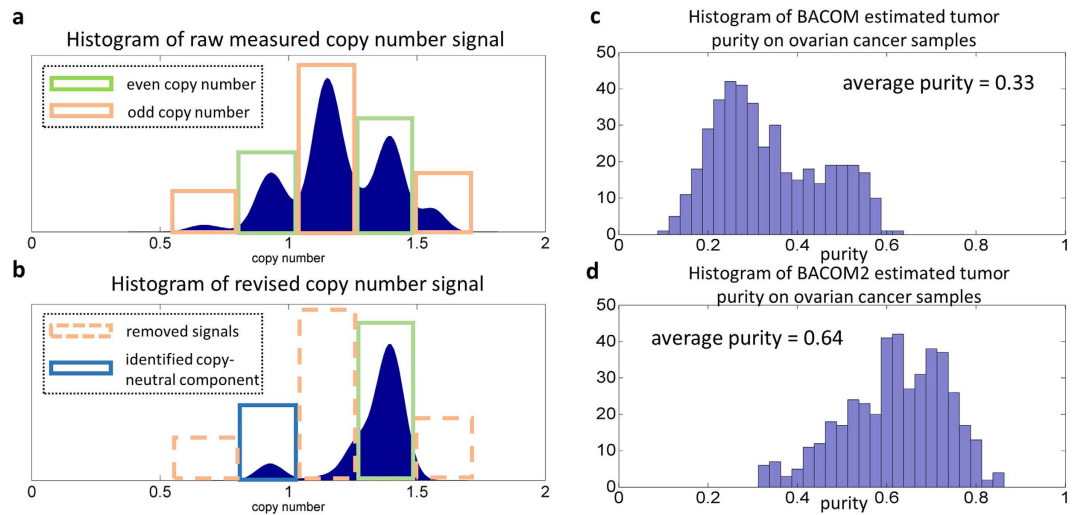 a
Histogram of raw measured copy number signal
even copy number
odd copy number
0
0.5
1
1.5
2
copy number
b
Histogram of revised copy number signal
removed signals
identified copy-
neutral component
0
0.5
1
1.5
2
copy number
c
Histogram of BACOM estimated tumor
purity on ovarian cancer samples
average purity = 0.33
50
40
30
20
10
0
0
0.2
0.4
0.6
0.8
1
purity
d
Histogram of BACOM2 estimated tumor
purity on ovarian cancer samples
average purity = 0.64
50
40
30
20
10
0
0
0.2
0.4
0.6
0.8
1
purity